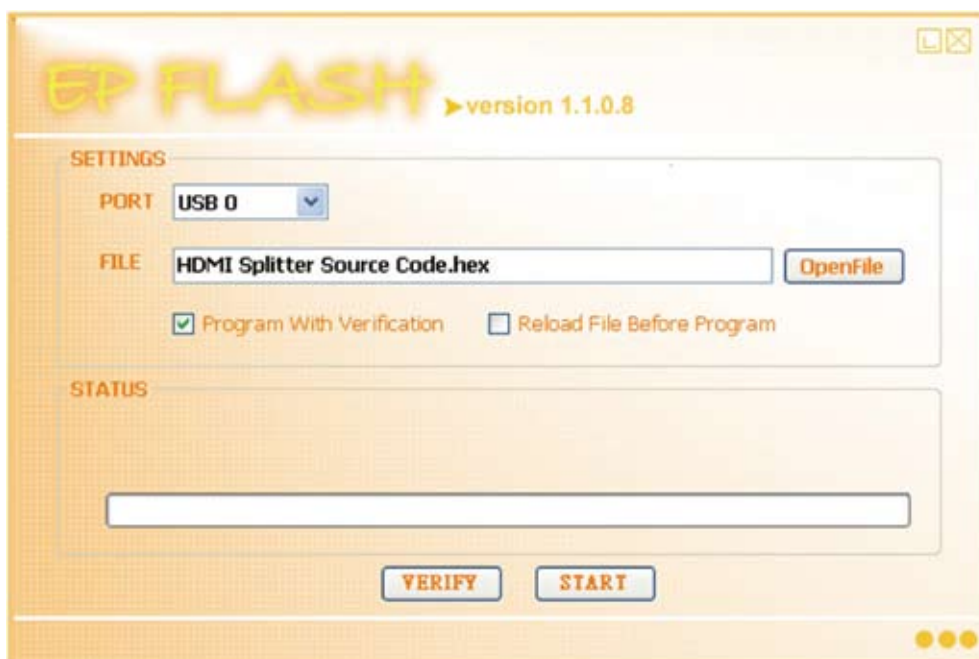 EP FLASH
version 1.1.0.8
SETTINGS
PORT USB 0
FILE HDMI Splitter Source Code.hex OpenFile
Program With Verification Reload File Before Program
STATUS
VERIFY START